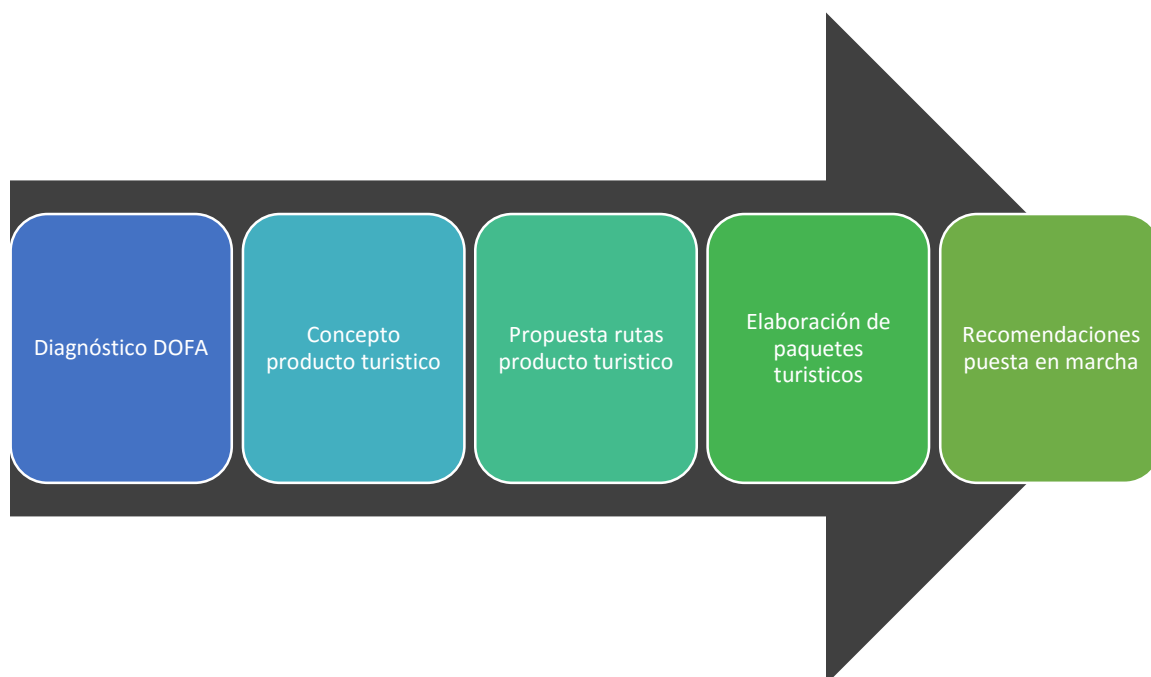 Diagnóstico DOFA
Concepto
producto turistico
Propuesta rutas
producto turistico
Elaboración de
paquetes
turisticos
Recomendaciones
puesta en marcha